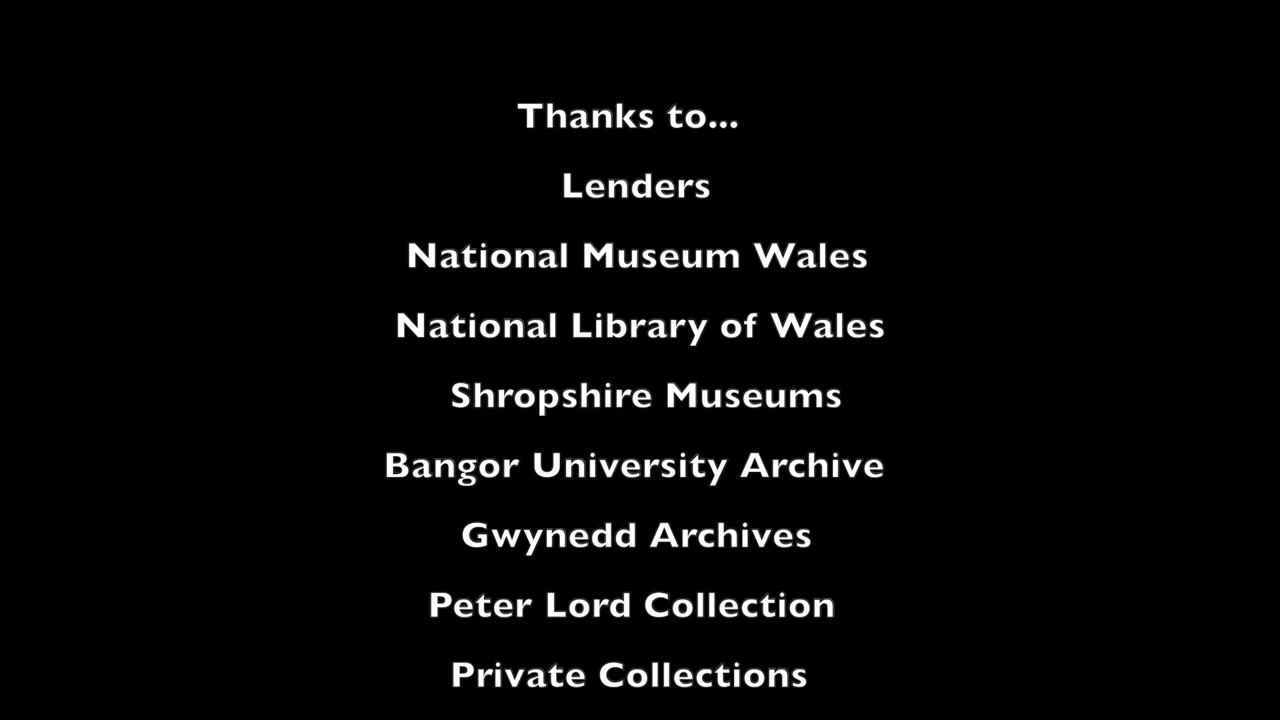 Thanks to...
Lenders
National Museum Wales
National Library of Wales
Shropshire Museums
Bangor University Archive
Gwynedd Archives
Peter Lord Collection
Private Collections